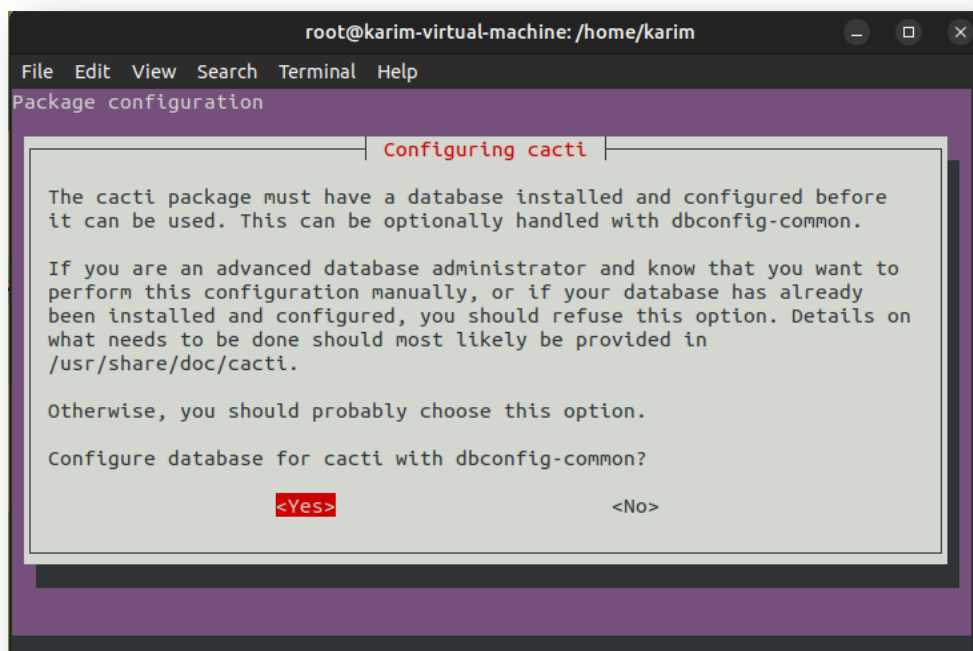 root@karim-virtual-machine: /home/karim
File Edit View Search Terminal Help
Package configuration
Configuring cacti
The cacti package must have a database installed and configured before
it can be used. This can be optionally handled with dbconfig-common.
If you are an advanced database administrator and know that you want to
perform this configuration manually, or if your database has already
been installed and configured, you should refuse this option. Details on
what needs to be done should most likely be provided in
/usr/share/doc/cacti.
Otherwise, you should probably choose this option.
Configure database for cacti with dbconfig-common?
<Yes> <No>